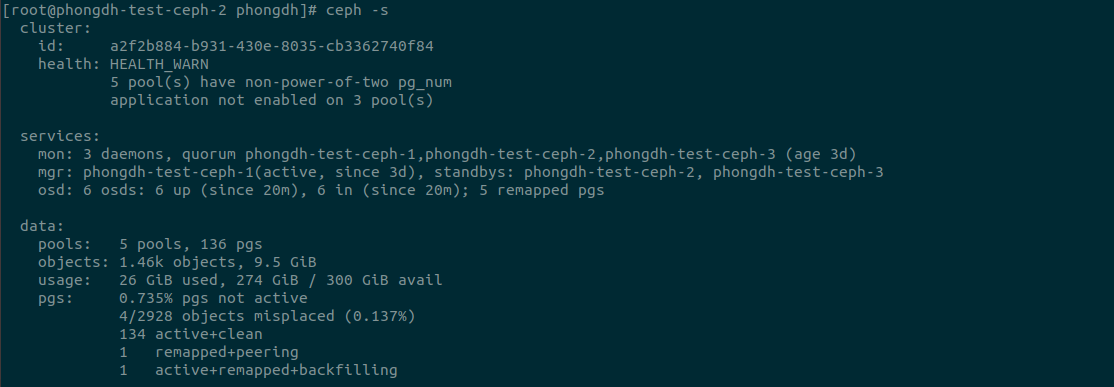 [root@phongdh-test-ceph-2 phongdh]# ceph -s
  cluster:
    id:     a2f2b884-b931-430e-8035-cb3362740f84
    health: HEALTH_WARN
            5 pool(s) have non-power-of-two pg_num
            application not enabled on 3 pool(s)

  services:
    mon: 3 daemons, quorum phongdh-test-ceph-1,phongdh-test-ceph-2,phongdh-test-ceph-3 (age 3d)
    mgr: phongdh-test-ceph-1(active, since 3d), standbys: phongdh-test-ceph-2, phongdh-test-ceph-3
    osd: 6 osds: 6 up (since 20m), 6 in (since 20m); 5 remapped pgs

  data:
    pools:   5 pools, 136 pgs
    objects: 1.46k objects, 9.5 GiB
    usage:   26 GiB used, 274 GiB / 300 GiB avail
    pgs:     0.735% pgs not active
             4/2928 objects misplaced (0.137%)
             134 active+clean
             1   remapped+peering
             1   active+remapped+backfilling